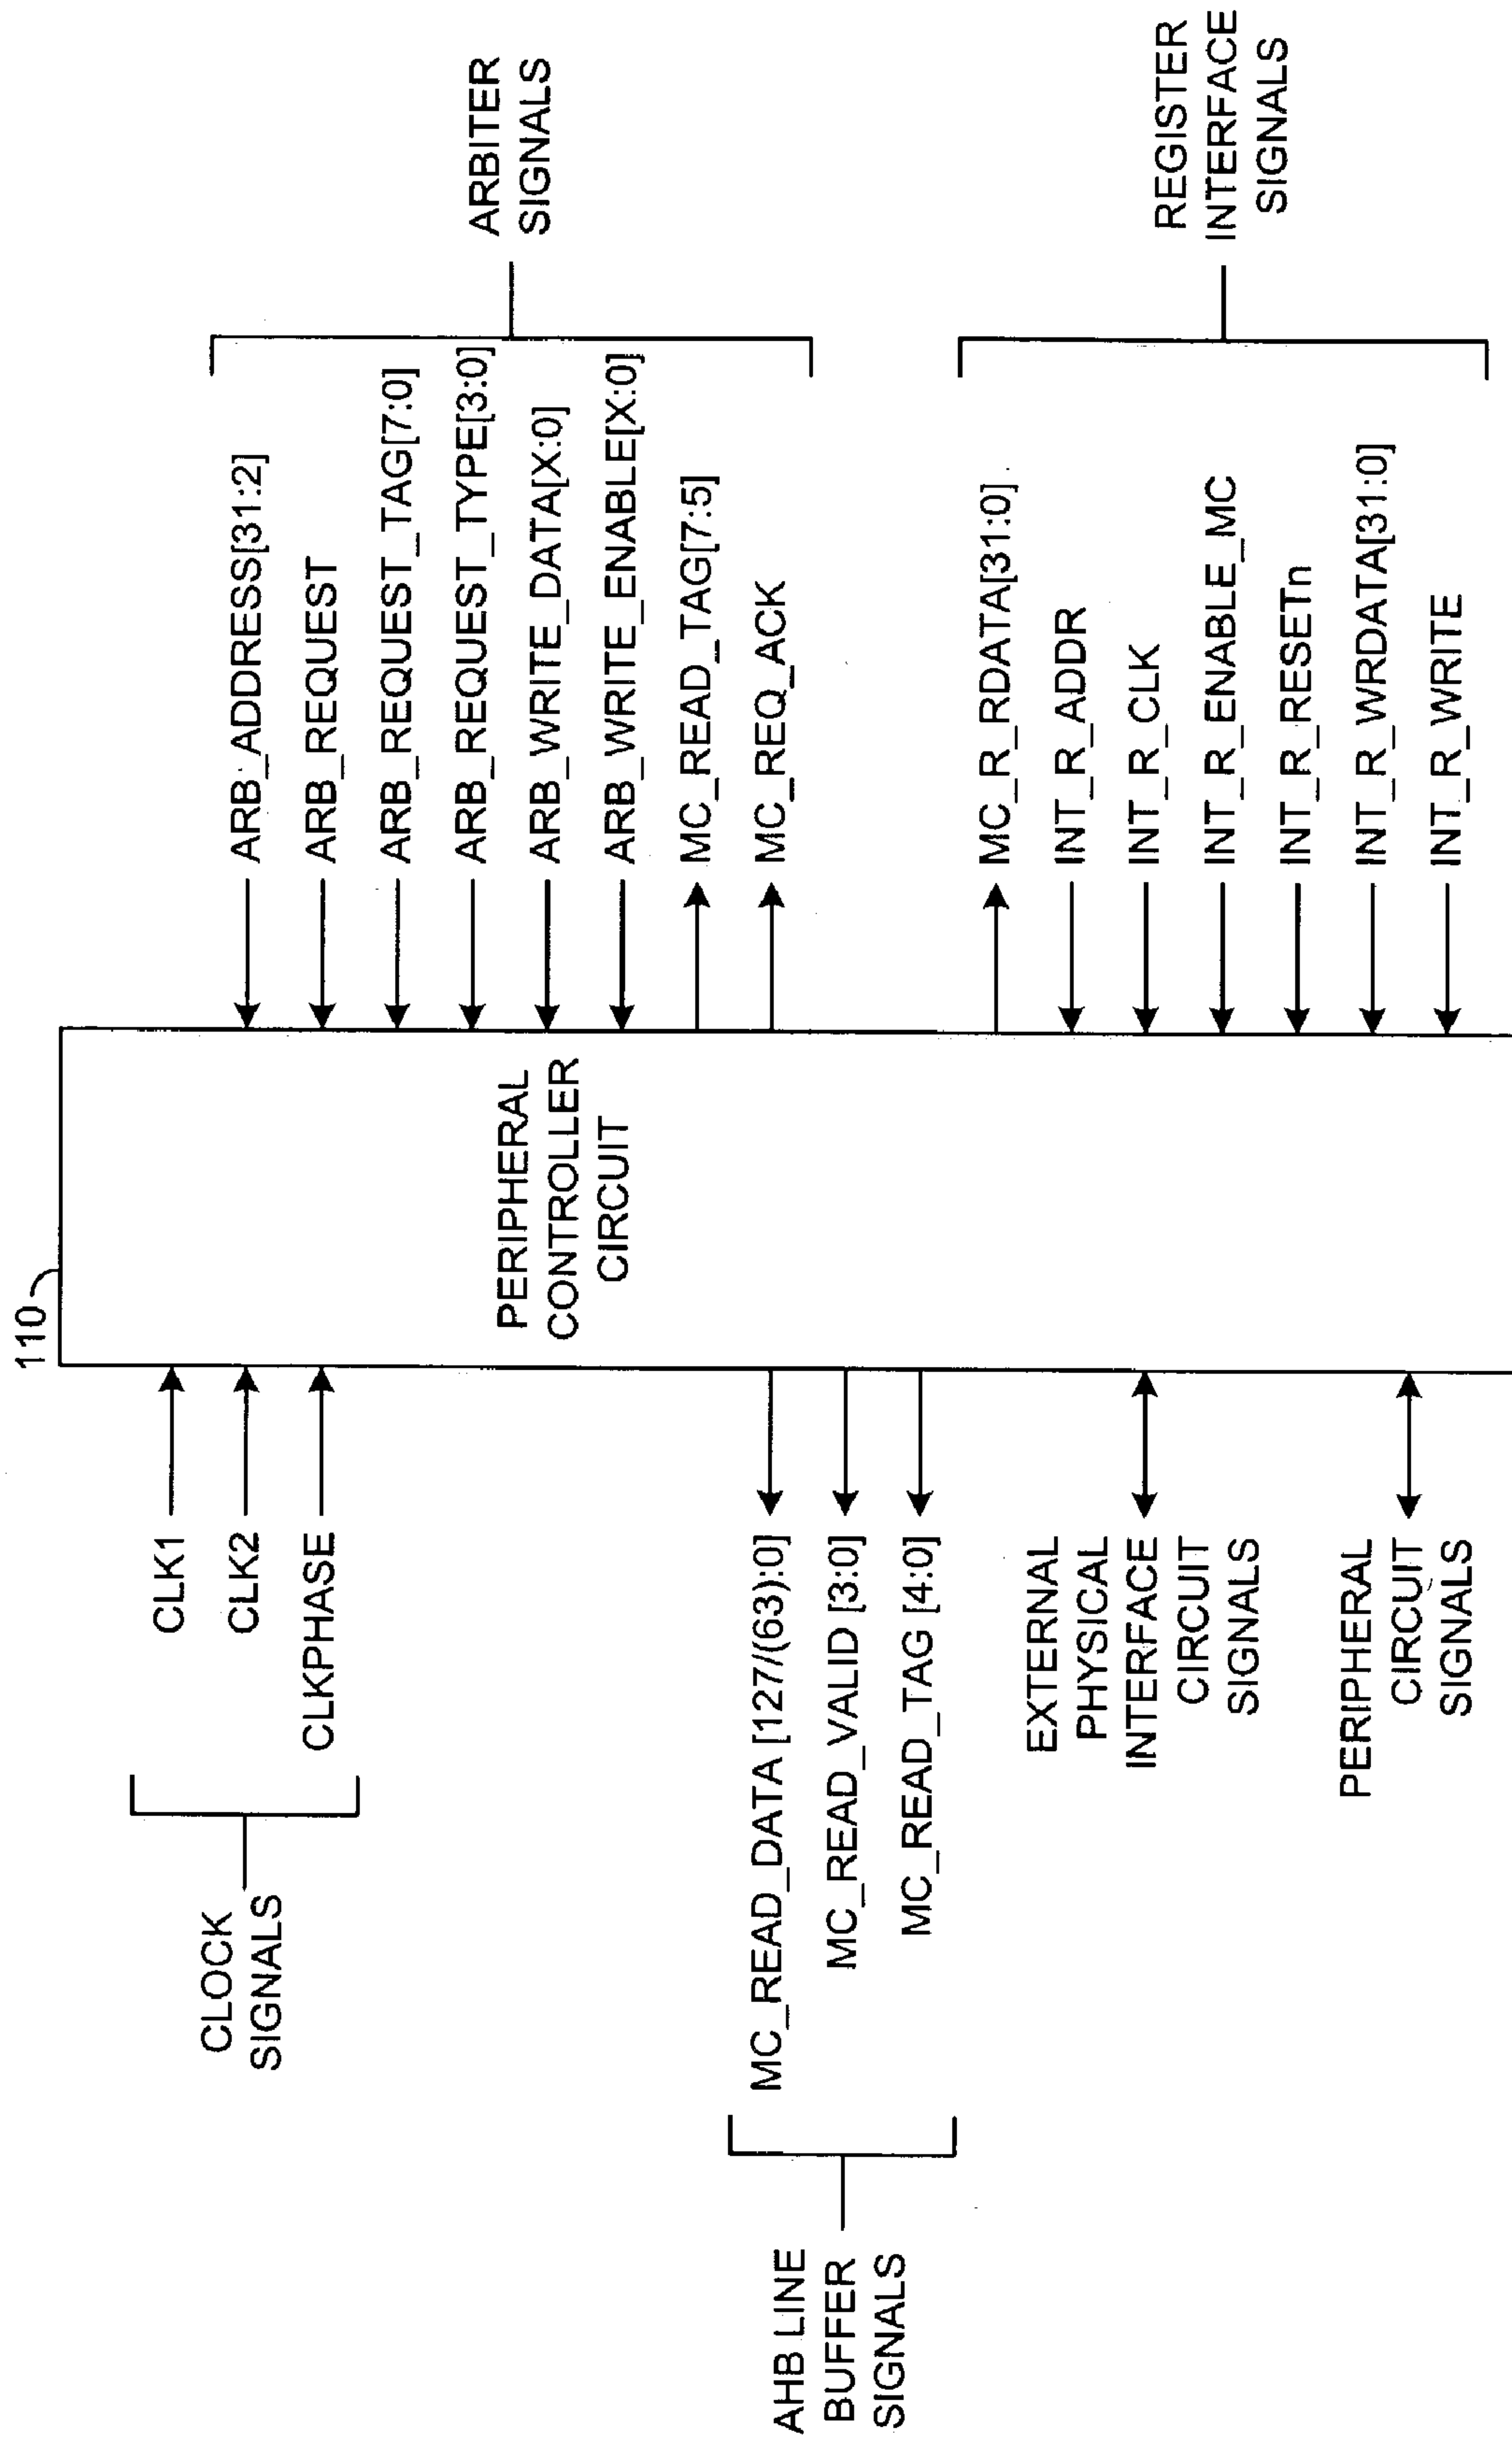 110
CLOCK
SIGNALS
CLK1
CLK2
CLKPHASE
AHB LINE
BUFFER
SIGNALS
MC_READ_DATA [127/(63):0]
MC_READ_VALID [3:0]
MC_READ_TAG [4:0]
EXTERNAL
PHYSICAL
INTERFACE
CIRCUIT
SIGNALS
PERIPHERAL
CIRCUIT
SIGNALS
PERIPHERAL
CONTROLLER
CIRCUIT
ARB_ADDRESS[31:2]
ARB_REQUEST
ARB_REQUEST_TAG[7:0]
ARB_REQUEST_TYPE[3:0]
ARB_WRITE_DATA[X:0]
ARB_WRITE_ENABLE[X:0]
MC_READ_TAG[7:5]
MC_REQ_ACK
ARBITER
SIGNALS
MC_R_RDATA[31:0]
INT_R_ADDR
INT_R_CLK
INT_R_ENABLE_MC
INT_R_RESETn
INT_R_WRDATA[31:0]
INT_R_WRITE
REGISTER
INTERFACE
SIGNALS